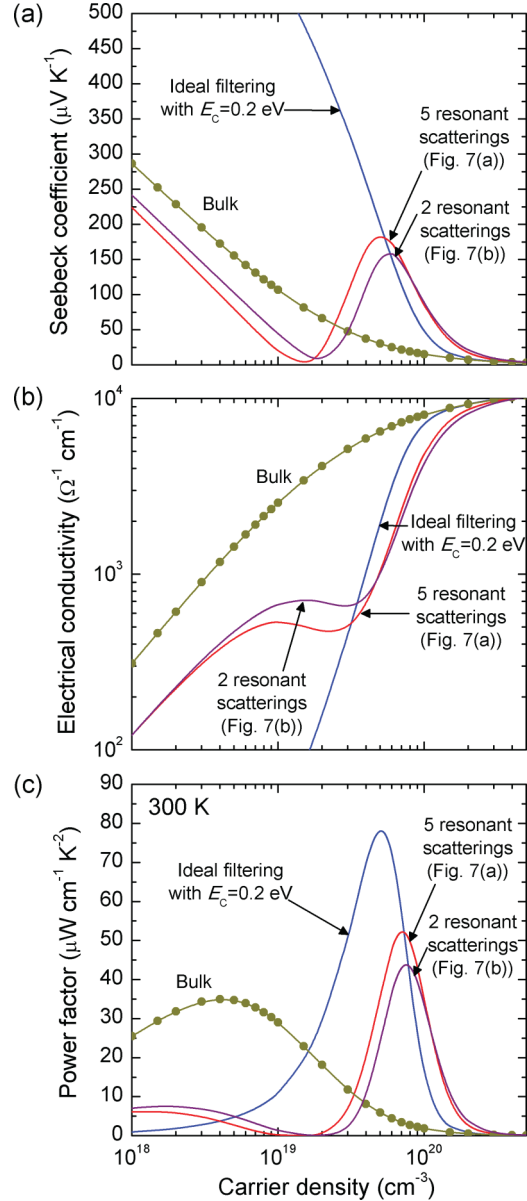 (a)
500
450
400
350
300
250
200
150
100
50
0
Seebeck coefficient (μV K⁻¹)
Ideal filtering
with E_C=0.2 eV
5 resonant
scatterings
(Fig. 7(a))
Bulk
2 resonant
scatterings
(Fig. 7(b))
(b)
10⁴
10³
10²
Electrical conductivity (Ω⁻¹ cm⁻¹)
Bulk
Ideal filtering
with E_C=0.2 eV
5 resonant
scatterings
(Fig. 7(a))
2 resonant
scatterings
(Fig. 7(b))
(c)
90
80
70
60
50
40
30
20
10
0
Power factor (μW cm⁻¹ K⁻²)
300 K
5 resonant
scatterings
(Fig. 7(a))
Ideal filtering
with E_C=0.2 eV
2 resonant
scatterings
(Fig. 7(b))
Bulk
10¹⁸
10¹⁹
10²⁰
Carrier density (cm⁻³)